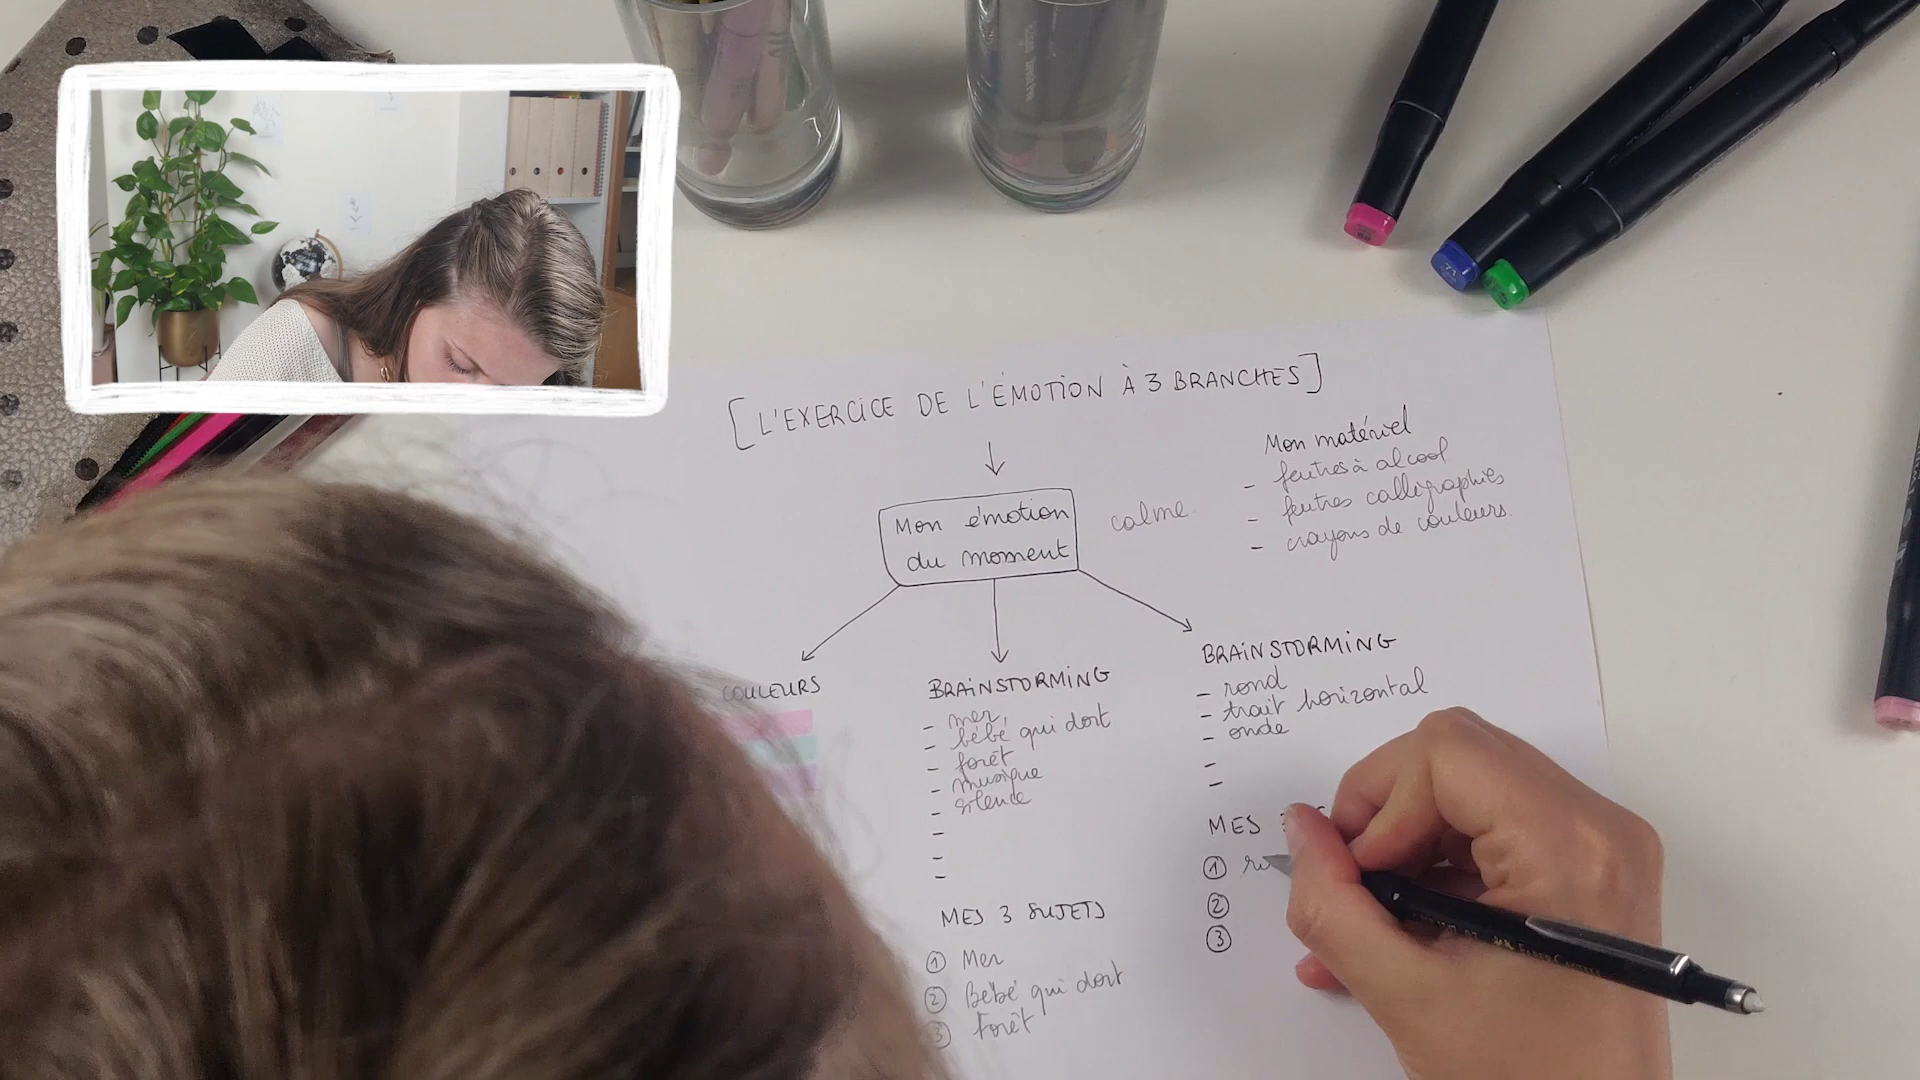 [L'EXERCICE DE L'ÉMOTION À 3 BRANCHES]
Mon matériel
- feutres à alcool
- feutres calligraphies
- crayons de couleurs.
Mon émotion
du moment
calme
COULEURS
BRAINSTORMING
- mer,
- bébé qui dort
- forêt
- musique
- silence
-
-
-
MES 3 SUJETS
① Mer
② Bébé qui dort
③ Forêt
BRAINSTORMING
- rond
- trait horizontal
- onde
-
-
MES
①
②
③
71